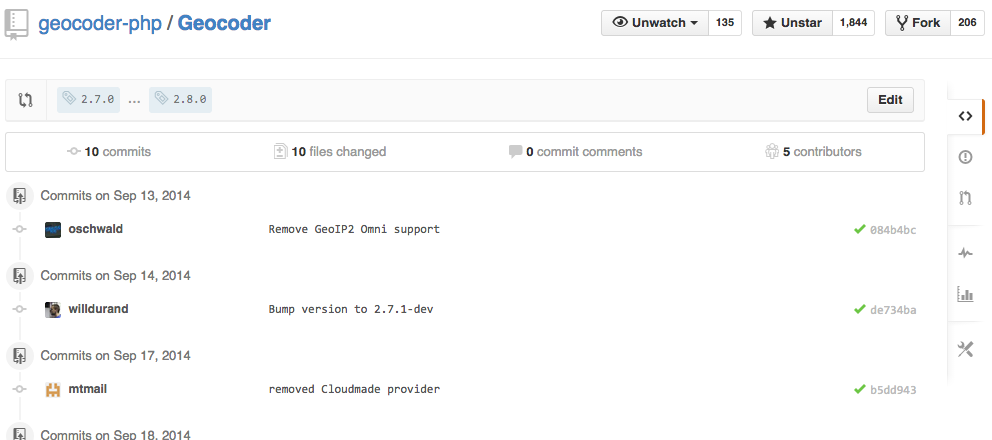 geocoder-php / Geocoder
Unwatch 135 Unstar 1,844 Fork 206
2.7.0 ... 2.8.0 Edit
10 commits 10 files changed 0 commit comments 5 contributors
Commits on Sep 13, 2014
oschwald Remove GeoIP2 Omni support 084b4bc
Commits on Sep 14, 2014
willdurand Bump version to 2.7.1-dev de734ba
Commits on Sep 17, 2014
mtmail removed Cloudmade provider b5dd943
Commits on Sep 18, 2014